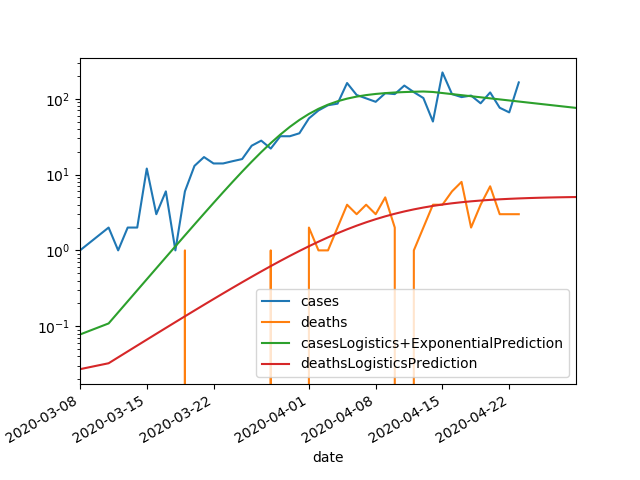 10²
10¹
10⁰
10⁻¹
cases
deaths
casesLogistics+ExponentialPrediction
deathsLogisticsPrediction
2020-03-08
2020-03-15
2020-03-22
2020-04-01
2020-04-08
2020-04-15
2020-04-22
date